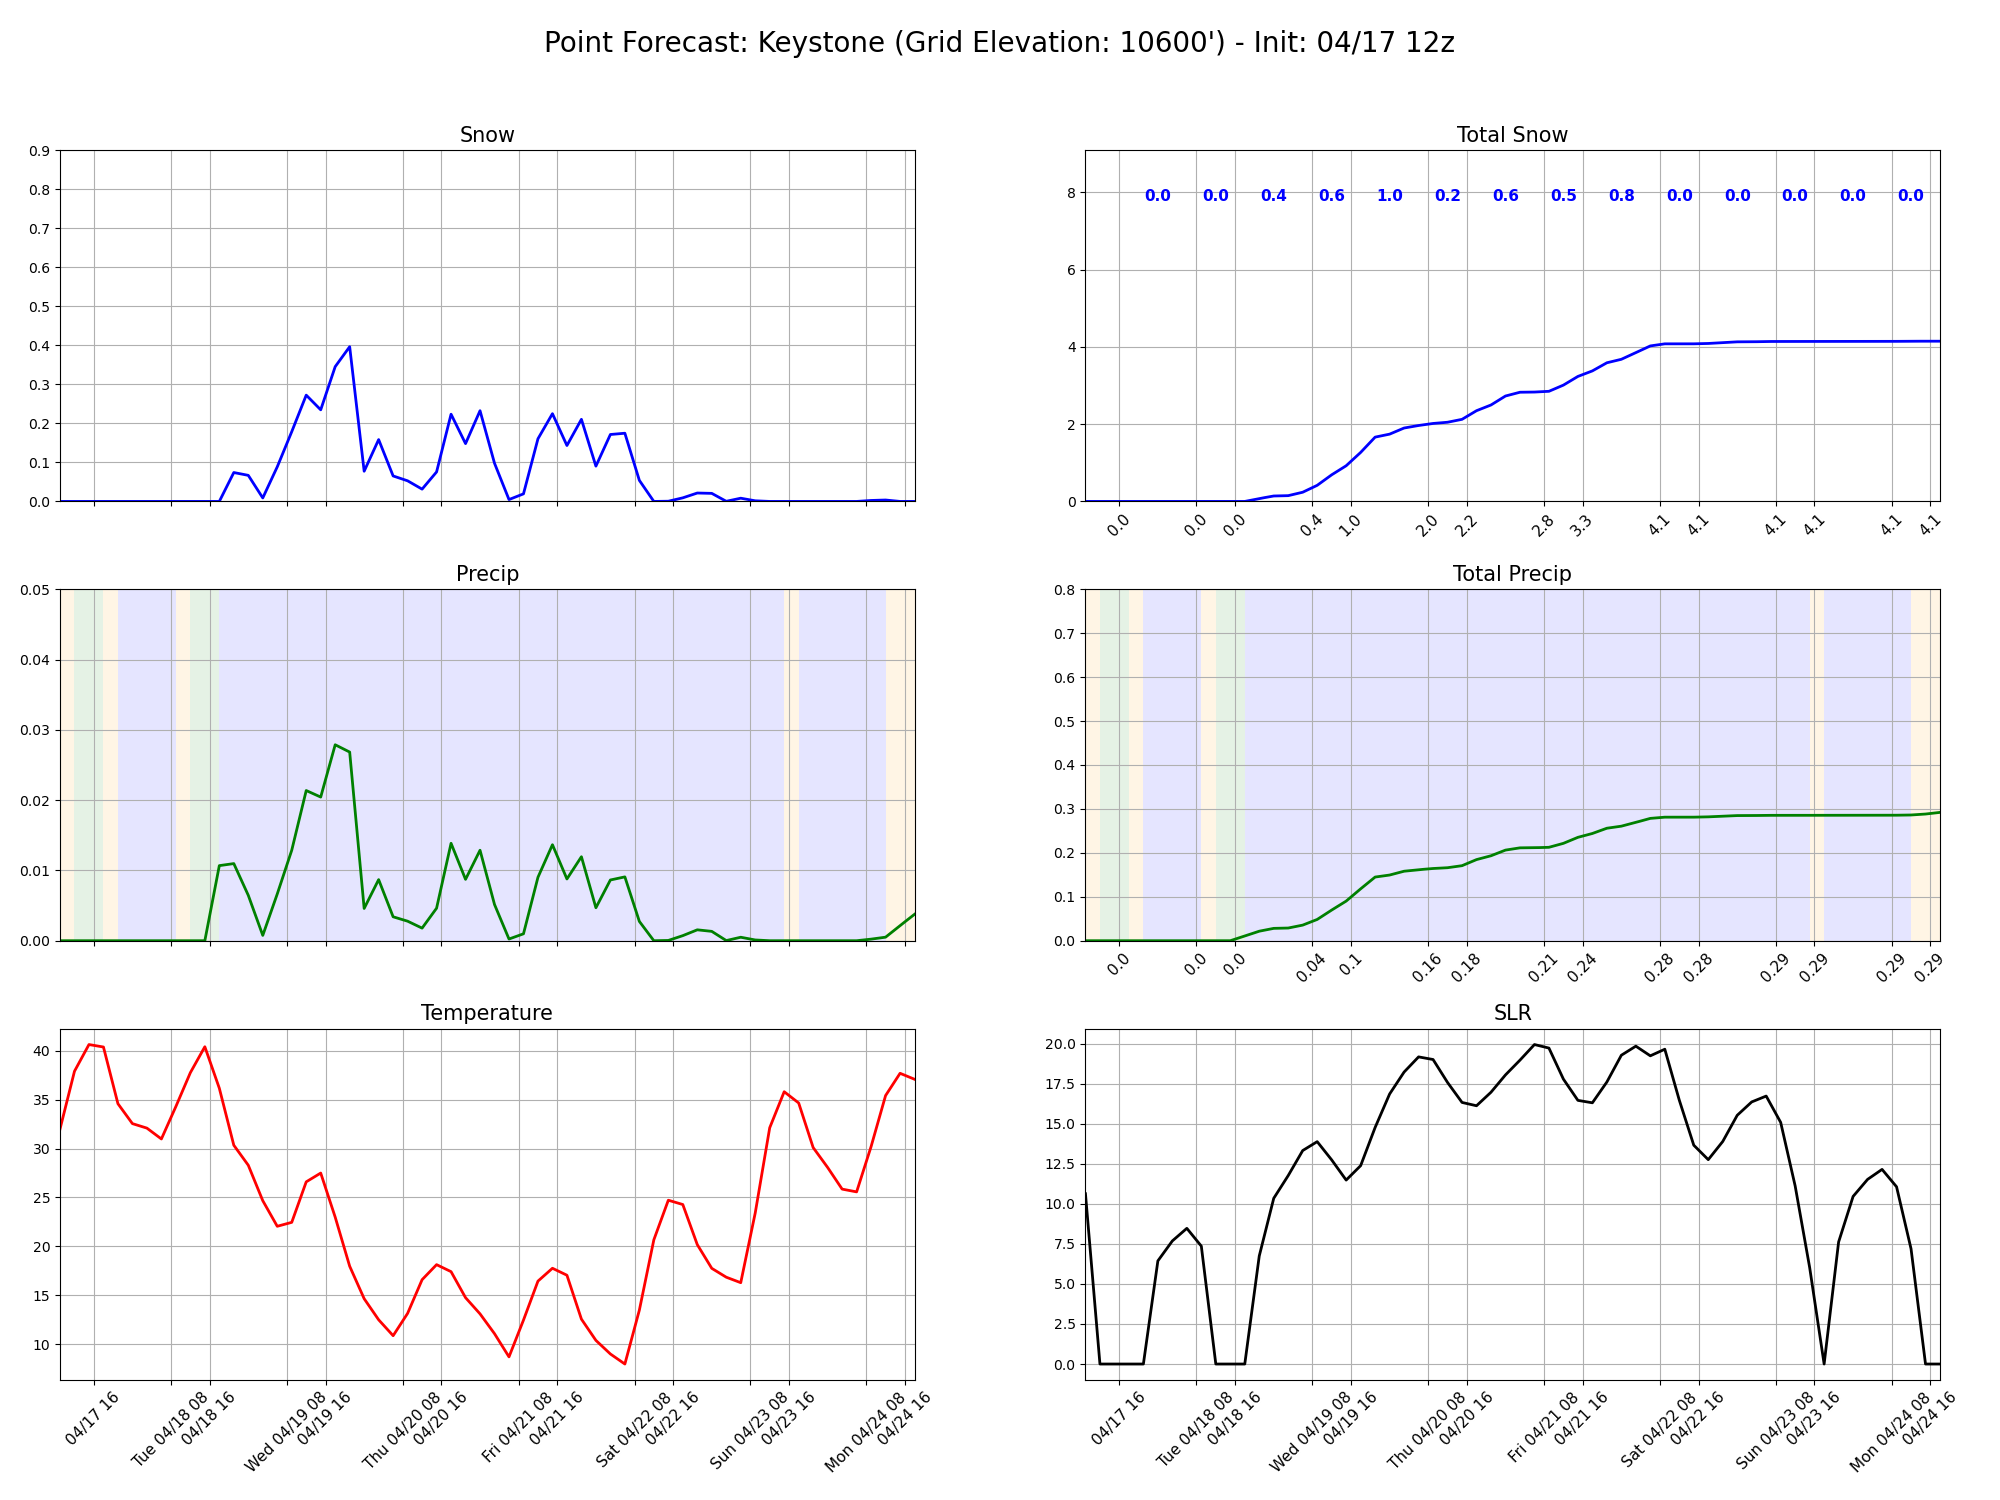 Point Forecast: Keystone (Grid Elevation: 10600') - Init: 04/17 12z
Snow
0.9
0.8
0.7
0.6
0.5
0.4
0.3
0.2
0.1
0.0
Total Snow
8
6
4
2
0
0.0 0.0 0.4 0.6 1.0 0.2 0.6 0.5 0.8 0.0 0.0 0.0 0.0 0.0
0.0 0.0 0.0 0.4 1.0 2.0 2.2 2.8 3.3 4.1 4.1 4.1 4.1 4.1 4.1
Precip
0.05
0.04
0.03
0.02
0.01
0.00
Total Precip
0.8
0.7
0.6
0.5
0.4
0.3
0.2
0.1
0.0
0.0 0.0 0.0 0.04 0.1 0.16 0.18 0.21 0.24 0.28 0.28 0.29 0.29 0.29 0.29
Temperature
40
35
30
25
20
15
10
04/17 16
Tue 04/18 08
04/18 16
Wed 04/19 08
04/19 16
Thu 04/20 08
04/20 16
Fri 04/21 08
04/21 16
Sat 04/22 08
04/22 16
Sun 04/23 08
04/23 16
Mon 04/24 08
04/24 16
SLR
20.0
17.5
15.0
12.5
10.0
7.5
5.0
2.5
0.0
04/17 16
Tue 04/18 08
04/18 16
Wed 04/19 08
04/19 16
Thu 04/20 08
04/20 16
Fri 04/21 08
04/21 16
Sat 04/22 08
04/22 16
Sun 04/23 08
04/23 16
Mon 04/24 08
04/24 16